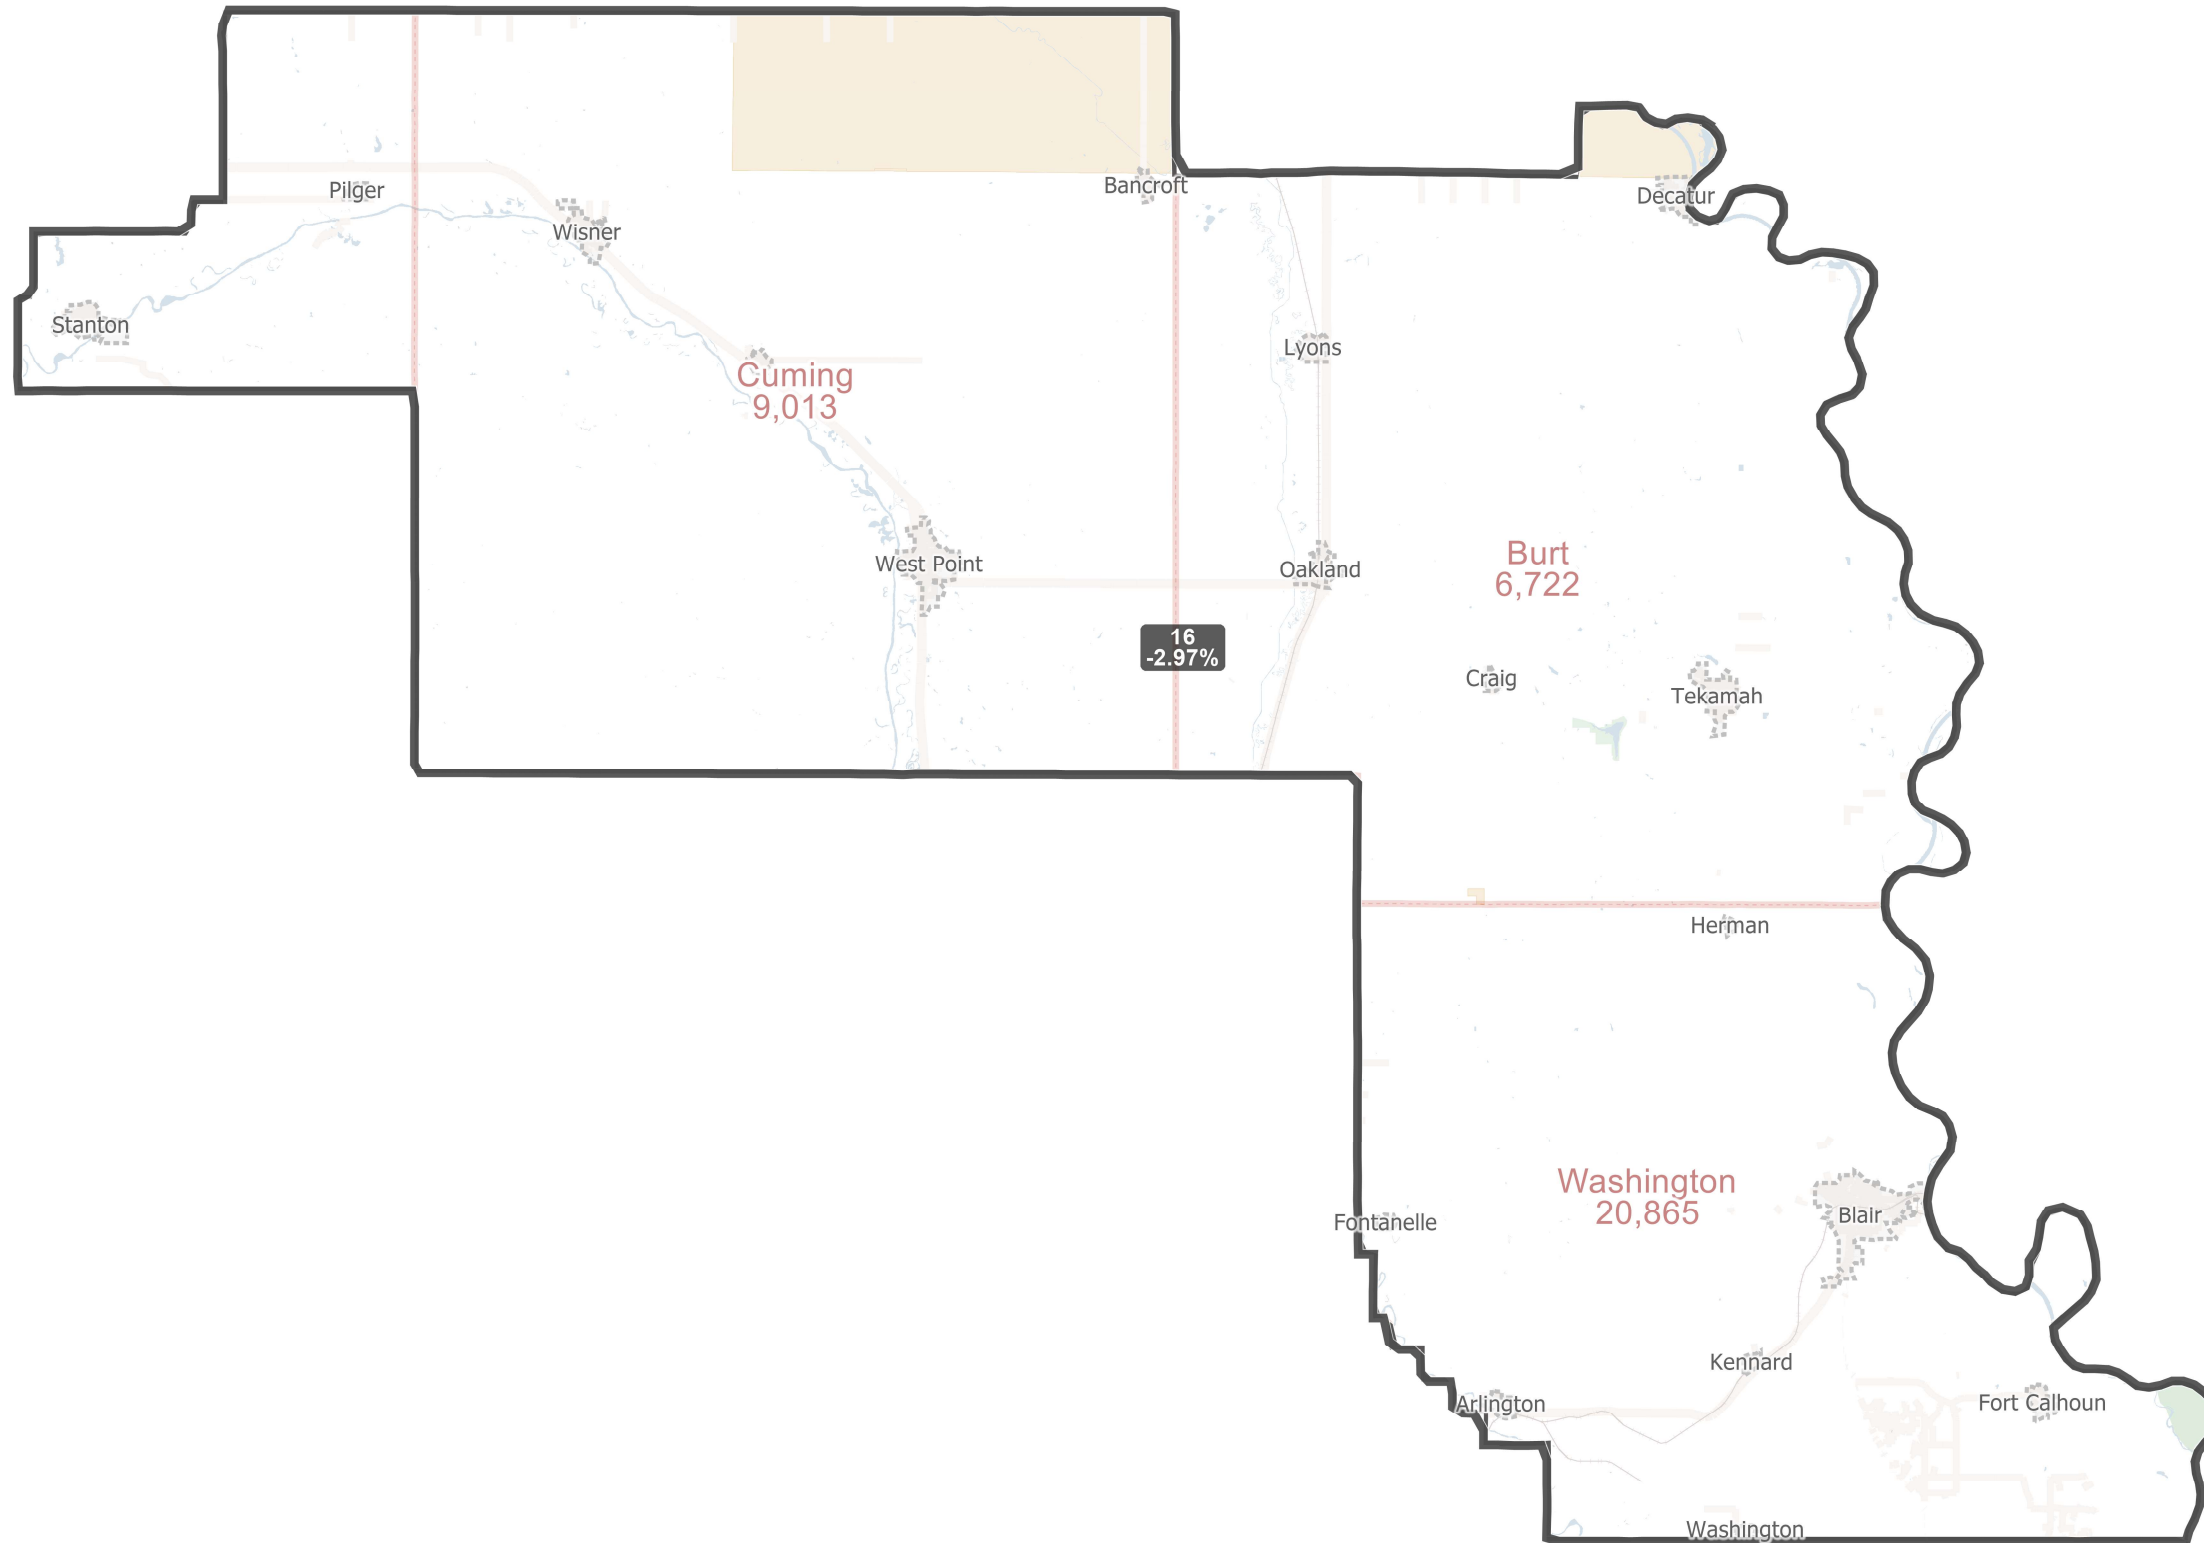 Pilger
Bancroft
Decatur
Wisner
Stanton
Lyons
Cuming
9,013
West Point
Oakland
Burt
6,722
16
-2.97%
Craig
Tekamah
Herman
Washington
20,865
Fontanelle
Blair
Kennard
Arlington
Fort Calhoun
Washington